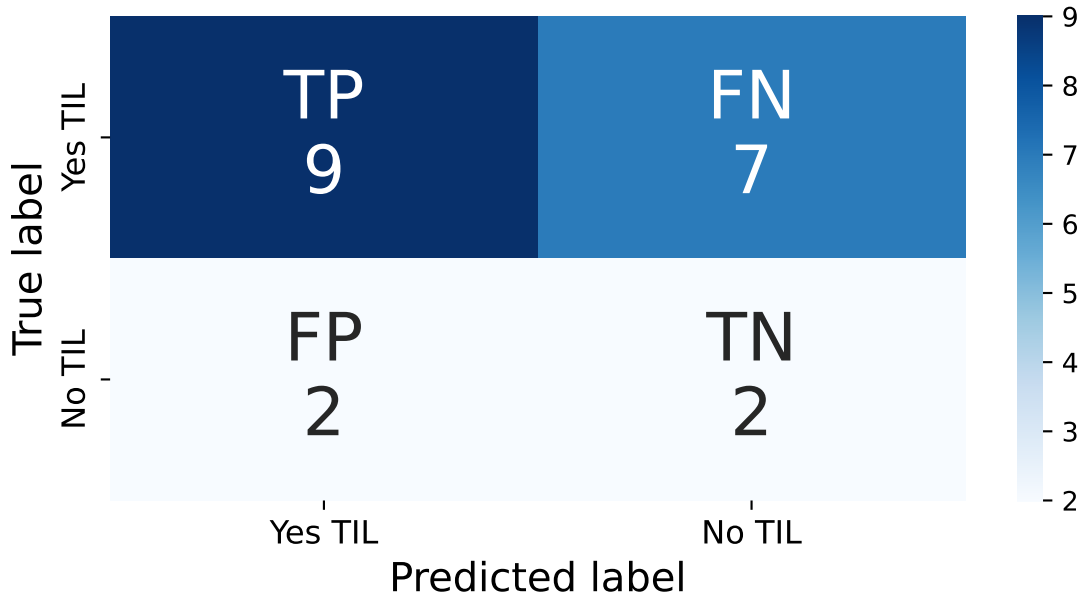 True label
Yes TIL
No TIL
TP
9
FN
7
FP
2
TN
2
Yes TIL
No TIL
Predicted label
9
8
7
6
5
4
3
2